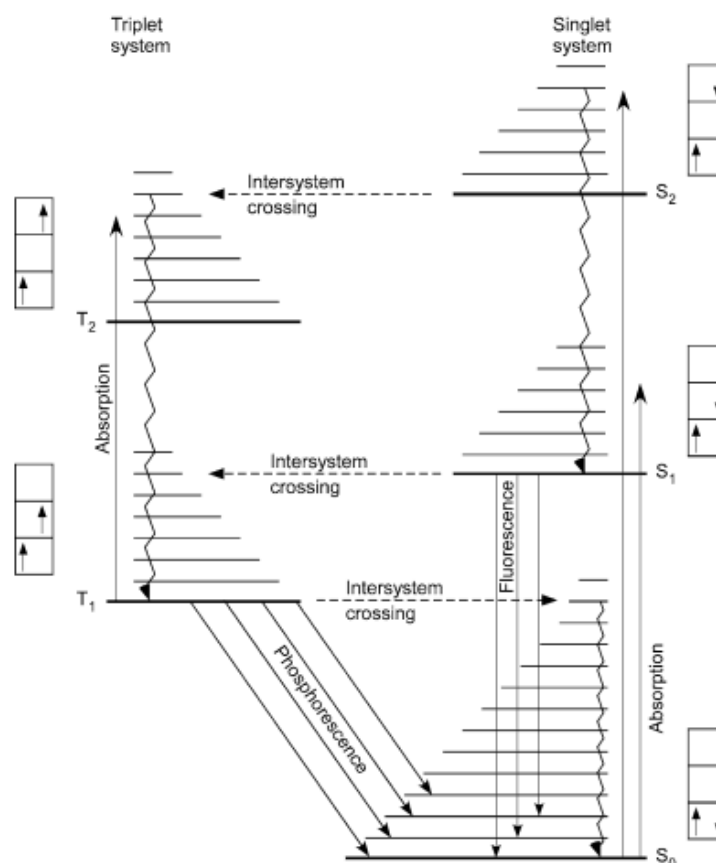 Triplet
system
Singlet
system
Intersystem
crossing
S2
T2
Absorption
Intersystem
crossing
S1
Fluorescence
T1
Intersystem
crossing
Phosphorescence
Absorption
S0